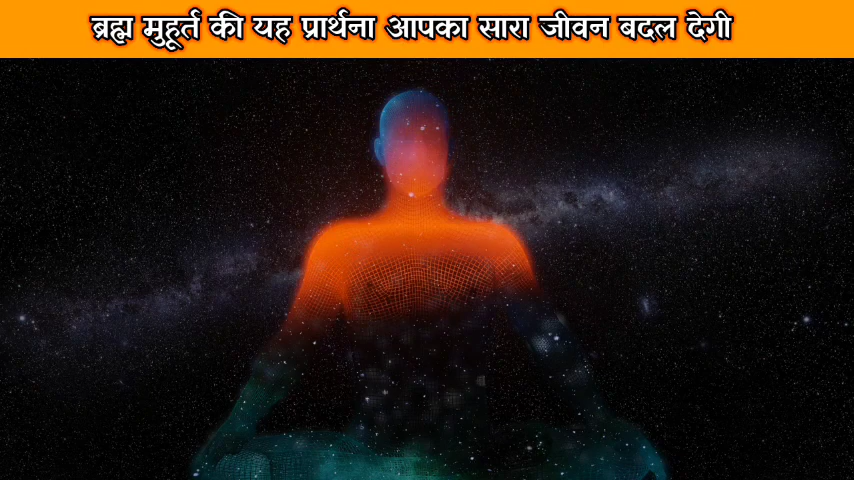 ब्रह्म मुहूर्त की यह प्रार्थना आपका सारा जीवन बदल देगी